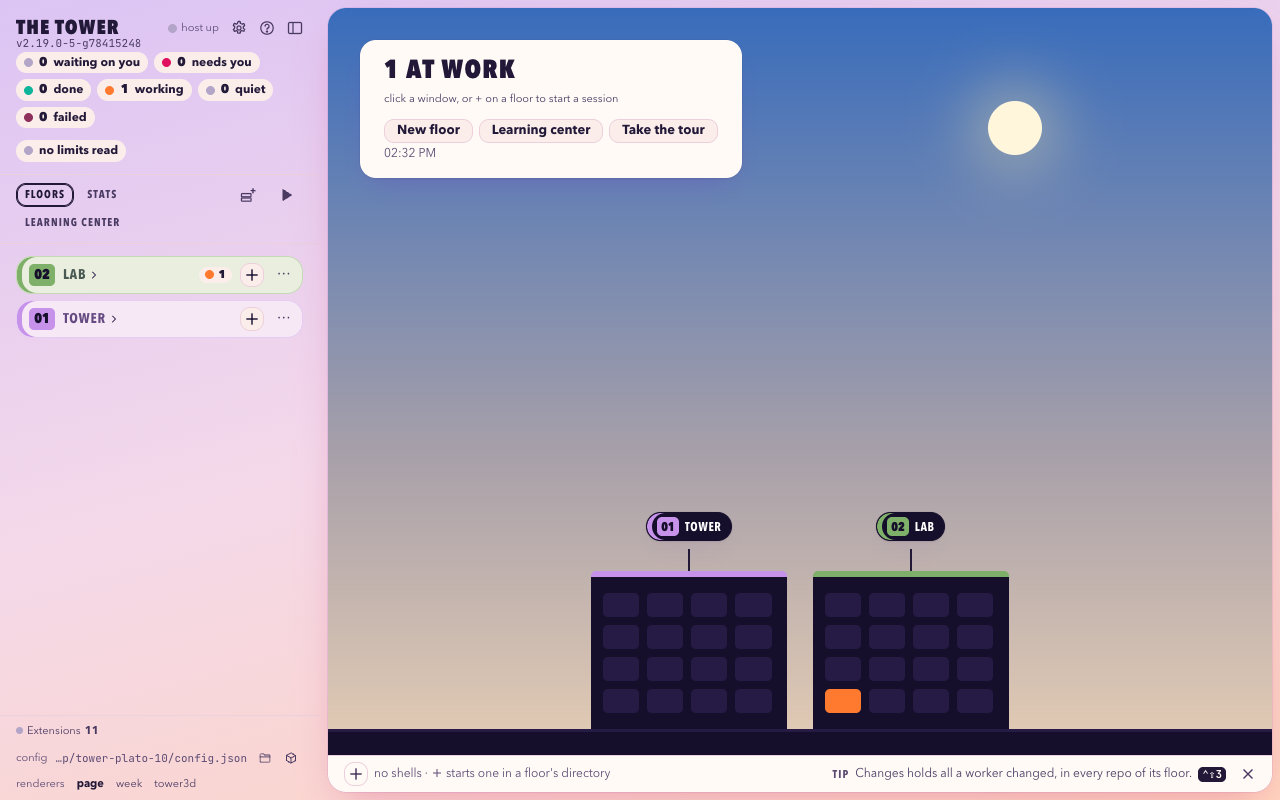 THE TOWER
host up
v2.19.0-5-g78415248
0 waiting on you
0 needs you
0 done
1 working
0 quiet
0 failed
no limits read
FLOORS
STATS
LEARNING CENTER
02 LAB >
1
01 TOWER >
Extensions 11
config …p/tower-plato-10/config.json
renderers page week tower3d
1 AT WORK
click a window, or + on a floor to start a session
New floor
Learning center
Take the tour
02:32 PM
01 TOWER
02 LAB
no shells · + starts one in a floor's directory
TIP Changes holds all a worker changed, in every repo of its floor. ^⇧3